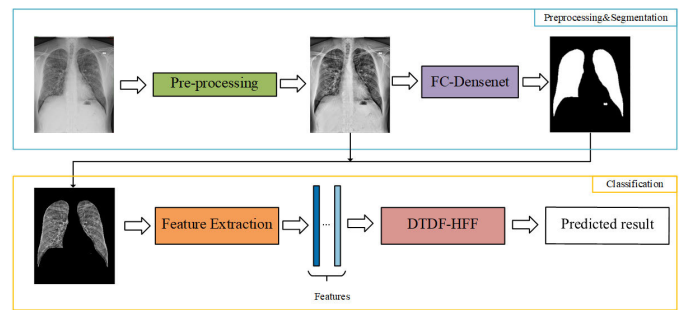 Preprocessing&Segmentation
Pre-processing
FC-Densenet
Classification
Feature Extraction
...
DTDF-HFF
Predicted result
Features